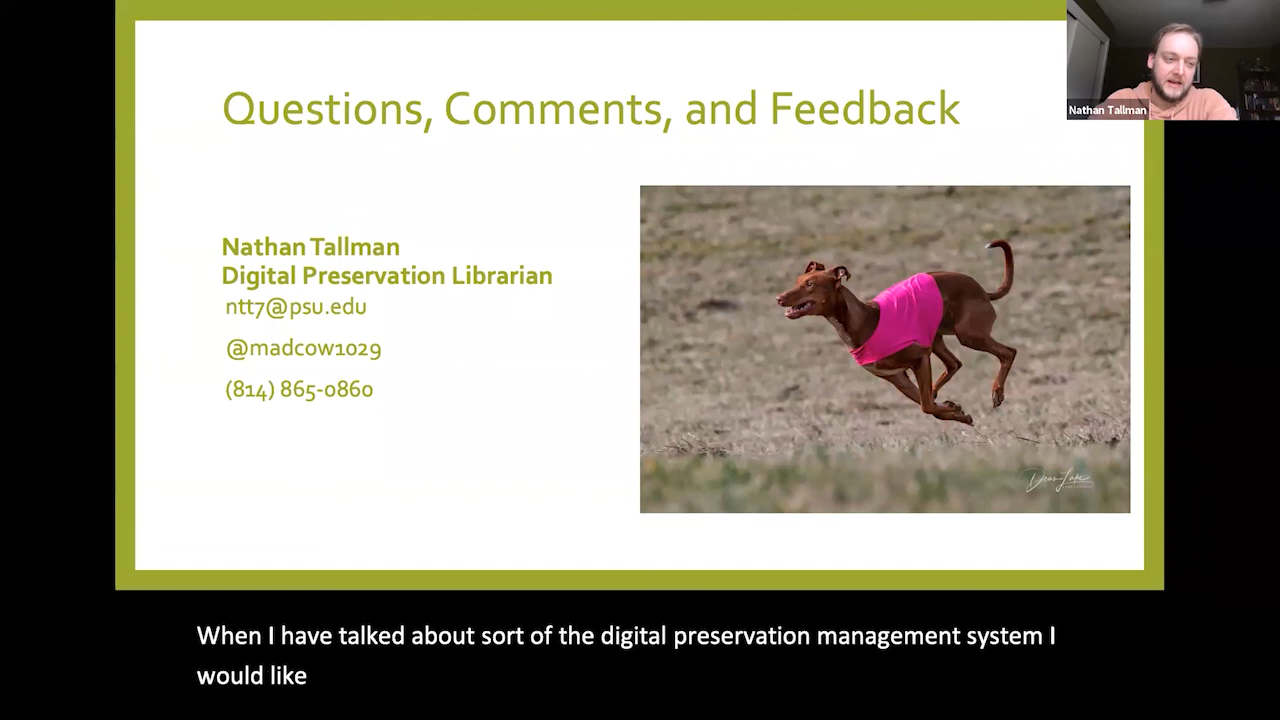 Questions, Comments, and Feedback
Nathan Tallman
Nathan Tallman
Digital Preservation Librarian
ntt7@psu.edu
@madcow1029
(814) 865-0860
When I have talked about sort of the digital preservation management system I
would like